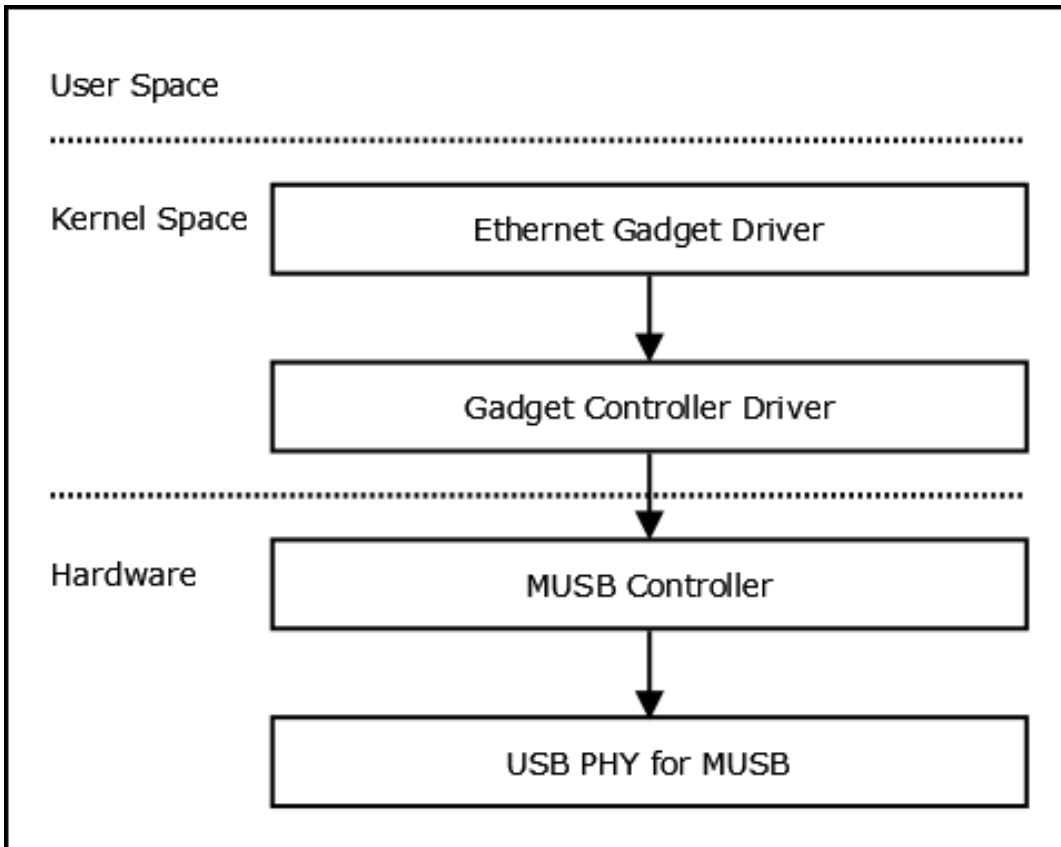 User Space
Kernel Space
Ethernet Gadget Driver
Gadget Controller Driver
Hardware
MUSB Controller
USB PHY for MUSB